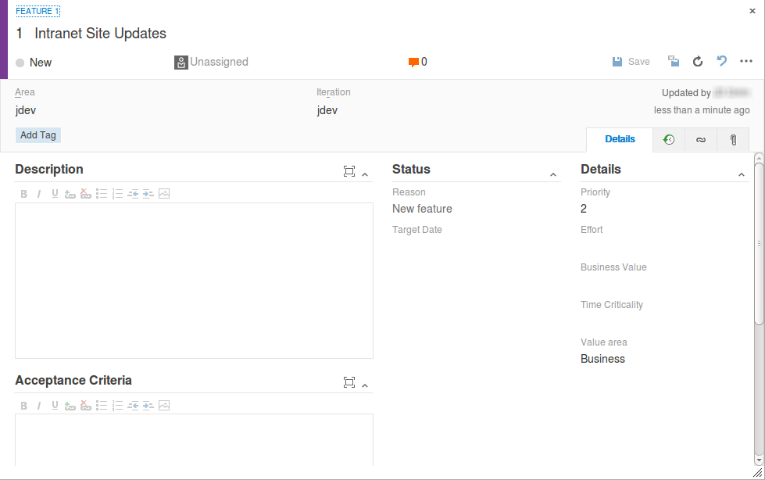 FEATURE 1
1 Intranet Site Updates
New
Unassigned
0
Save
Area
jdev
Iteration
jdev
Updated by
less than a minute ago
Add Tag
Details
Description
B I U
Status
Reason
New feature
Target Date
Details
Priority
2
Effort
Business Value
Time Criticality
Value area
Business
Acceptance Criteria
B I U